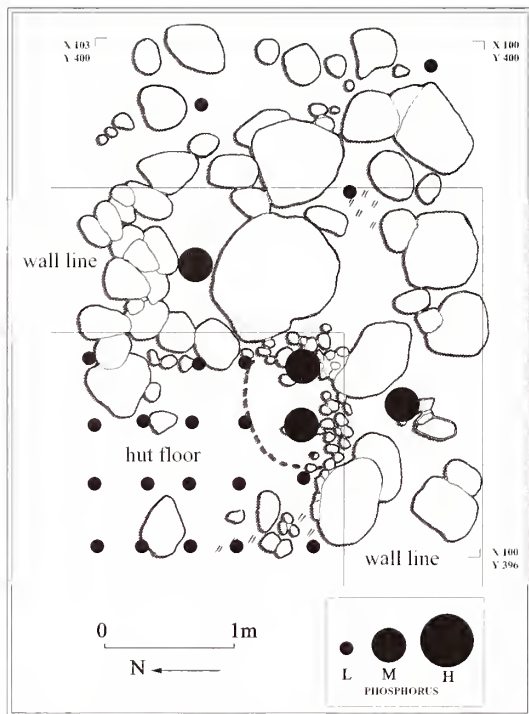 X 103
Y 400
X 100
Y 400
wall line
hut floor
wall line
X 100
Y 396
0 1m
N
L M H
PHOSPHORUS